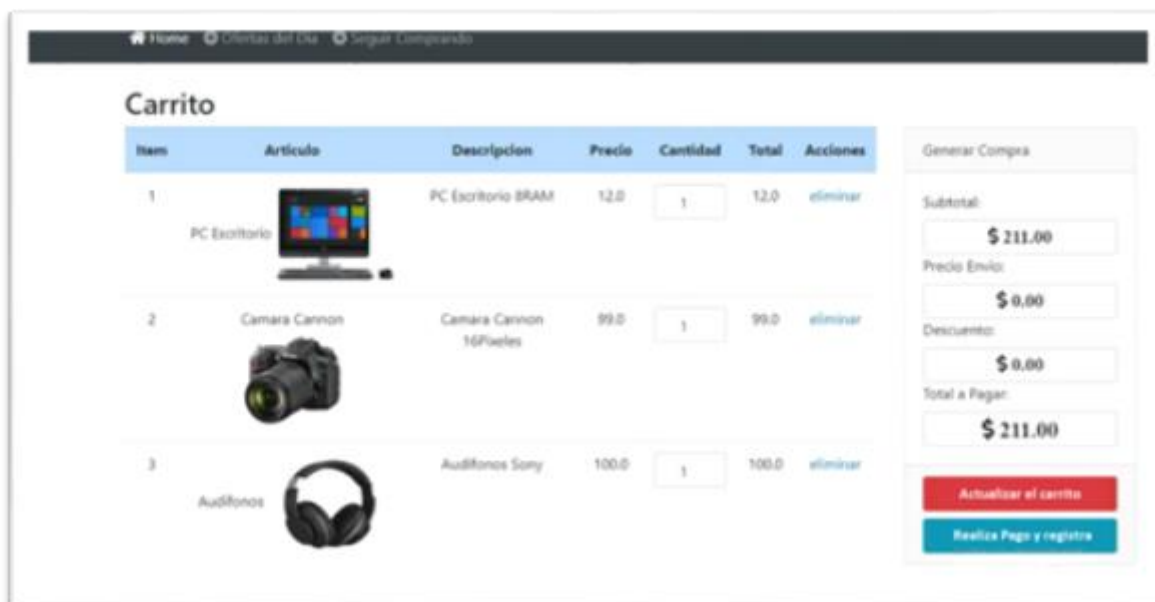 Home Ofertas del Dia Seguir Comprando
Carrito
Item Articulo Descripcion Precio Cantidad Total Acciones
1 PC Escritorio PC Escritorio 8RAM 12.0 1 12.0 eliminar
2 Camara Cannon Camara Cannon 99.0 1 99.0 eliminar
16Pixeles
3 Audifonos Audifonos Sony 100.0 1 100.0 eliminar
Generar Compra
Subtotal:
$ 211.00
Precio Envio:
$ 0.00
Descuento:
$ 0.00
Total a Pagar:
$ 211.00
Actualizar el carrito
Realiza Pago y registra